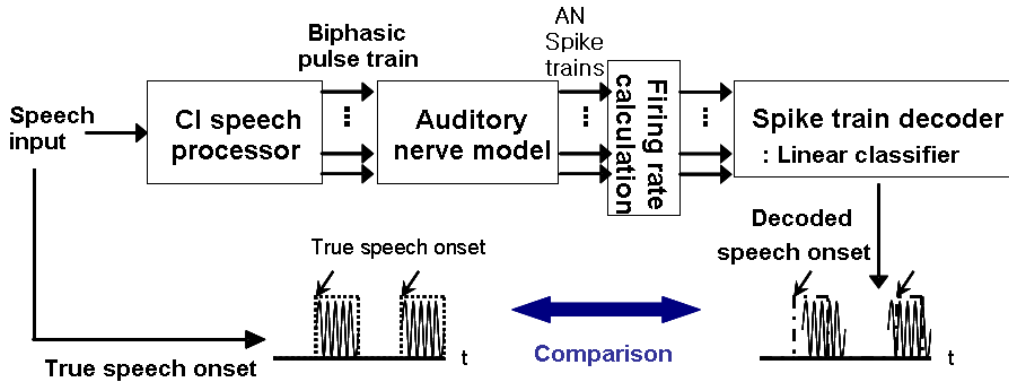 Speech
input
CI speech
processor
Biphasic
pulse train
...
Auditory
nerve model
AN
Spike
trains
...
Firing rate
calculation
...
Spike train decoder
: Linear classifier
Decoded
speech onset
True speech onset
t
True speech onset
Comparison
t